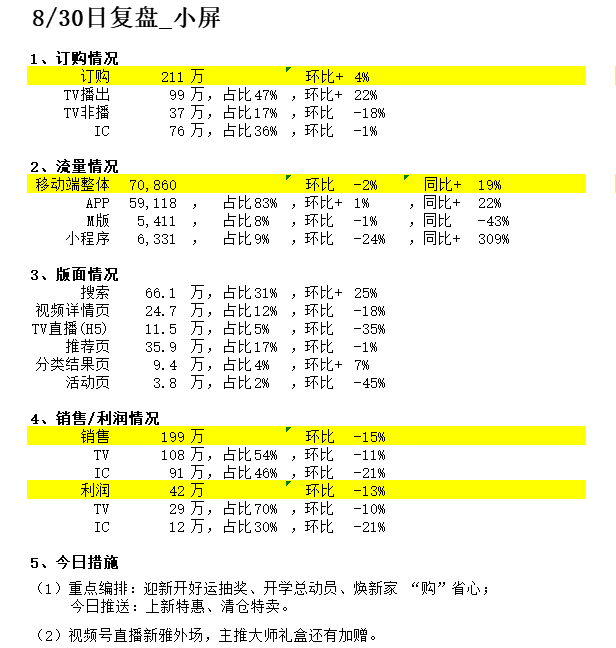 8/30日复盘_小屏
1、订购情况
订购 211 万 环比+ 4%
TV播出 99 万，占比47% ，环比+ 22%
TV非播 37 万，占比17% ，环比 -18%
IC 76 万，占比36% ，环比 -1%
2、流量情况
移动端整体 70,860 环比 -2% 同比+ 19%
APP 59,118 ， 占比83% ，环比+ 1% ，同比+ 22%
M版 5,411 ， 占比8% ，环比 -1% ，同比 -43%
小程序 6,331 ， 占比9% ，环比 -24% ，同比+ 309%
3、版面情况
搜索 66.1 万，占比31% ，环比+ 25%
视频详情页 24.7 万，占比12% ，环比 -18%
TV直播(H5) 11.5 万，占比5% ，环比 -35%
推荐页 35.9 万，占比17% ，环比 -1%
分类结果页 9.4 万，占比4% ，环比+ 7%
活动页 3.8 万，占比2% ，环比 -45%
4、销售/利润情况
销售 199 万 环比 -15%
TV 108 万，占比54% ，环比 -11%
IC 91 万，占比46% ，环比 -21%
利润 42 万 环比 -13%
TV 29 万，占比70% ，环比 -10%
IC 12 万，占比30% ，环比 -21%
5、今日措施
（1）重点编排：迎新开好运抽奖、开学总动员、焕新家 “购”省心；
今日推送：上新特惠、清仓特卖。
（2）视频号直播新雅外场，主推大师礼盒还有加赠。